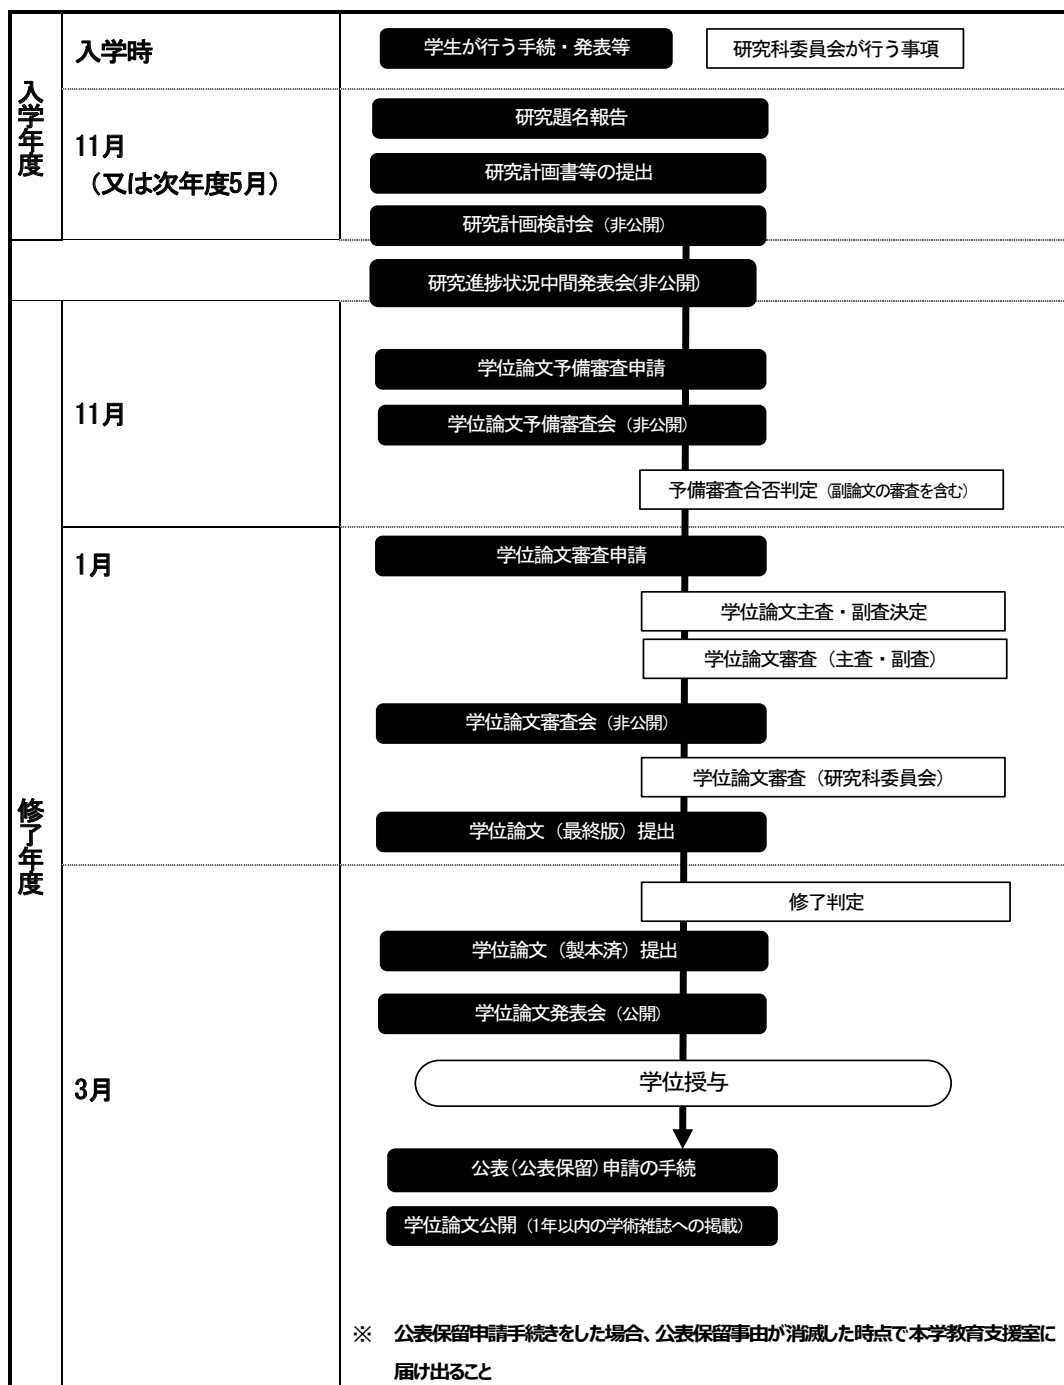 入学年度
入学時
学生が行う手続・発表等
研究科委員会が行う事項
11月
（又は次年度5月）
研究題名報告
研究計画書等の提出
研究計画検討会（非公開）
研究進捗状況中間発表会(非公開)
修了年度
11月
学位論文予備審査申請
学位論文予備審査会（非公開）
予備審査合否判定（副論文の審査を含む）
1月
学位論文審査申請
学位論文主査・副査決定
学位論文審査（主査・副査）
学位論文審査会（非公開）
学位論文審査（研究科委員会）
学位論文（最終版）提出
3月
修了判定
学位論文（製本済）提出
学位論文発表会（公開）
学位授与
公表(公表保留)申請の手続
学位論文公開（1年以内の学術雑誌への掲載）
※　公表保留申請手続きをした場合、公表保留事由が消滅した時点で本学教育支援室に
届け出ること